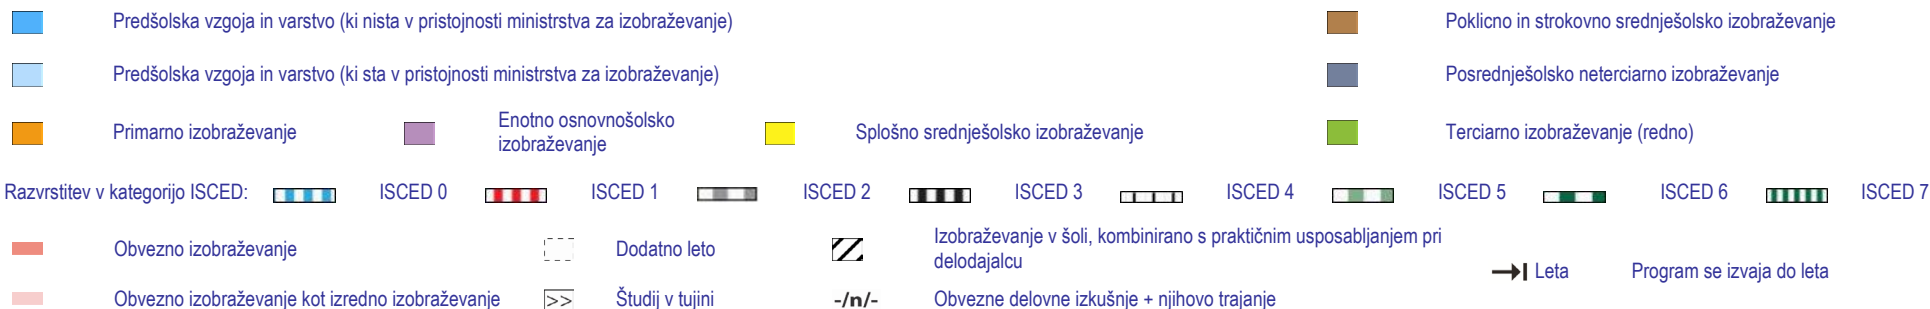 Predšolska vzgoja in varstvo (ki nista v pristojnosti ministrstva za izobraževanje)
Poklicno in strokovno srednješolsko izobraževanje
Predšolska vzgoja in varstvo (ki sta v pristojnosti ministrstva za izobraževanje)
Posrednješolsko neterciarno izobraževanje
Primarno izobraževanje
Enotno osnovnošolsko
izobraževanje
Splošno srednješolsko izobraževanje
Terciarno izobraževanje (redno)
Razvrstitev v kategorijo ISCED: ISCED 0 ISCED 1 ISCED 2 ISCED 3 ISCED 4 ISCED 5 ISCED 6 ISCED 7
Obvezno izobraževanje
Dodatno leto
Izobraževanje v šoli, kombinirano s praktičnim usposabljanjem pri
delodajalcu
Leta
Program se izvaja do leta
Obvezno izobraževanje kot izredno izobraževanje
>> Študij v tujini
-/n/- Obvezne delovne izkušnje + njihovo trajanje